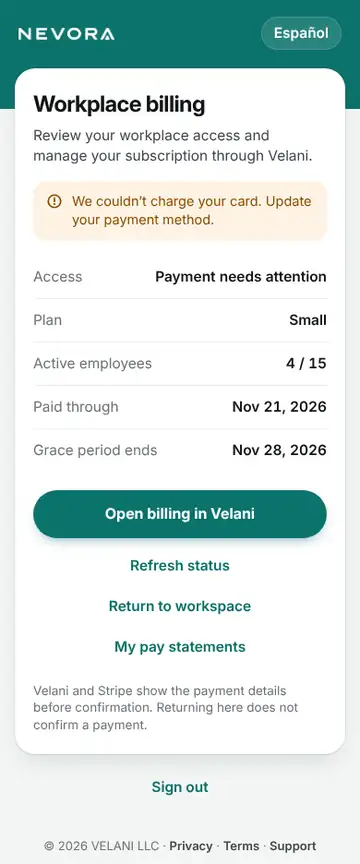 NEVORA
Español
Workplace billing
Review your workplace access and
manage your subscription through Velani.
We couldn’t charge your card. Update
your payment method.
Access Payment needs attention
Plan Small
Active employees 4 / 15
Paid through Nov 21, 2026
Grace period ends Nov 28, 2026
Open billing in Velani
Refresh status
Return to workspace
My pay statements
Velani and Stripe show the payment details
before confirmation. Returning here does not
confirm a payment.
Sign out
© 2026 VELANI LLC · Privacy · Terms · Support